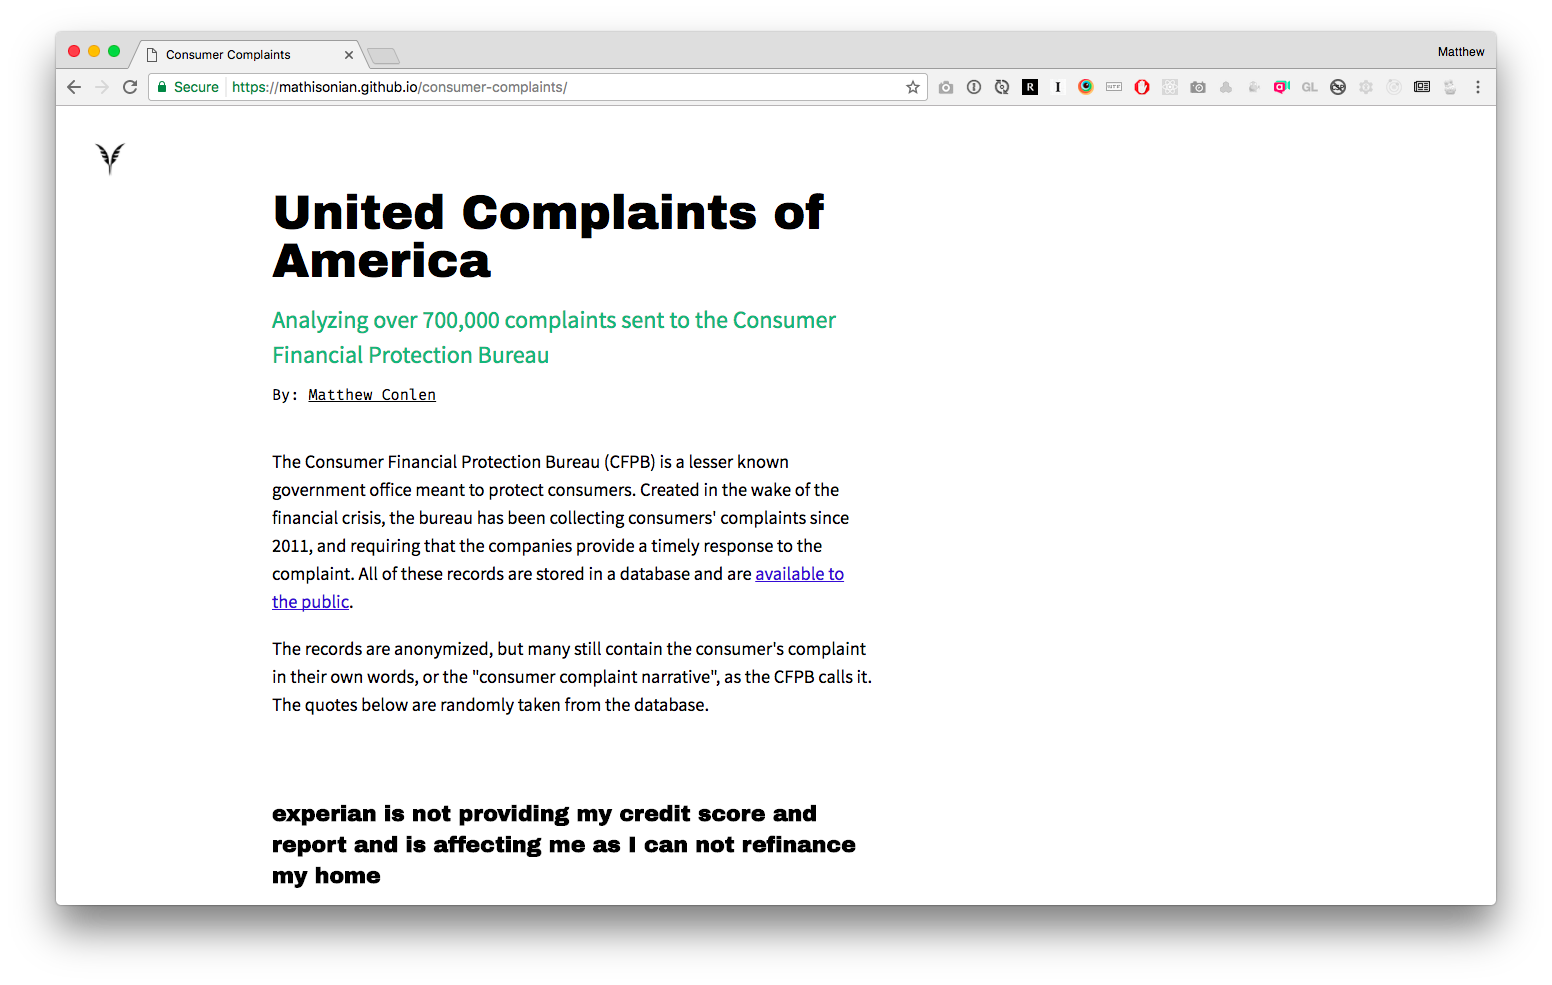 Consumer Complaints
Matthew
Secure https://mathisonian.github.io/consumer-complaints/
R I GL
United Complaints of
America
Analyzing over 700,000 complaints sent to the Consumer
Financial Protection Bureau
By: Matthew Conlen
The Consumer Financial Protection Bureau (CFPB) is a lesser known
government office meant to protect consumers. Created in the wake of the
financial crisis, the bureau has been collecting consumers' complaints since
2011, and requiring that the companies provide a timely response to the
complaint. All of these records are stored in a database and are available to
the public.
The records are anonymized, but many still contain the consumer's complaint
in their own words, or the "consumer complaint narrative", as the CFPB calls it.
The quotes below are randomly taken from the database.
experian is not providing my credit score and
report and is affecting me as I can not refinance
my home